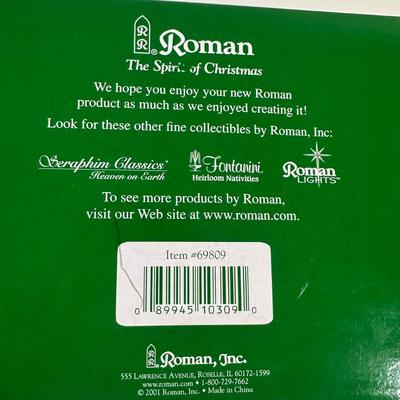 RR Roman
The Spirit of Christmas
We hope you enjoy your new Roman
product as much as we enjoyed creating it!
Look for these other fine collectibles by Roman, Inc:
Seraphim Classics®
Heaven on Earth
Fontanini®
Heirloom Nativities
Roman
LIGHTS™
To see more products by Roman,
visit our Web site at www.roman.com.
Item #69809
0 89945 10309 0
Roman, Inc.
555 LAWRENCE AVENUE, ROSELLE, IL 60172-1599
www.roman.com • 1-800-729-7662
© 2001 Roman, Inc. • Made in China